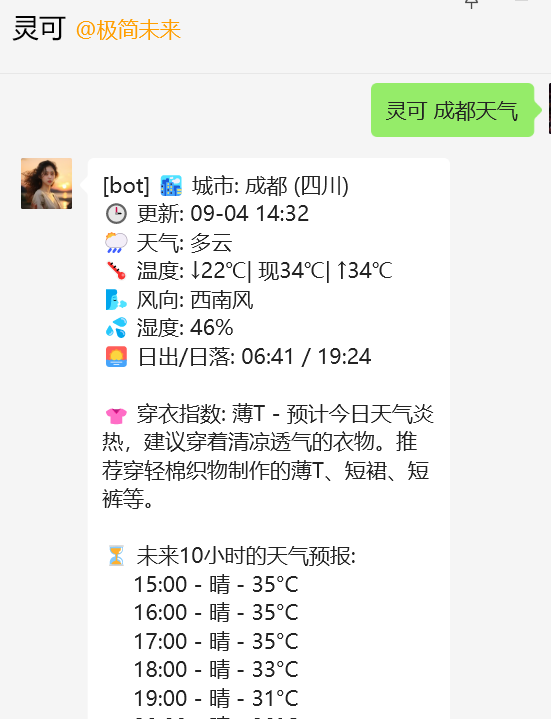 灵可 @极简未来
灵可 成都天气
[bot] 城市: 成都 (四川)
更新: 09-04 14:32
天气: 多云
温度: ↓22℃| 现34℃| ↑34℃
风向: 西南风
湿度: 46%
日出/日落: 06:41 / 19:24
穿衣指数: 薄T - 预计今日天气炎
热，建议穿着清凉透气的衣物。推
荐穿轻棉织物制作的薄T、短裙、短
裤等。
未来10小时的天气预报:
15:00 - 晴 - 35°C
16:00 - 晴 - 35°C
17:00 - 晴 - 35°C
18:00 - 晴 - 33°C
19:00 - 晴 - 31°C